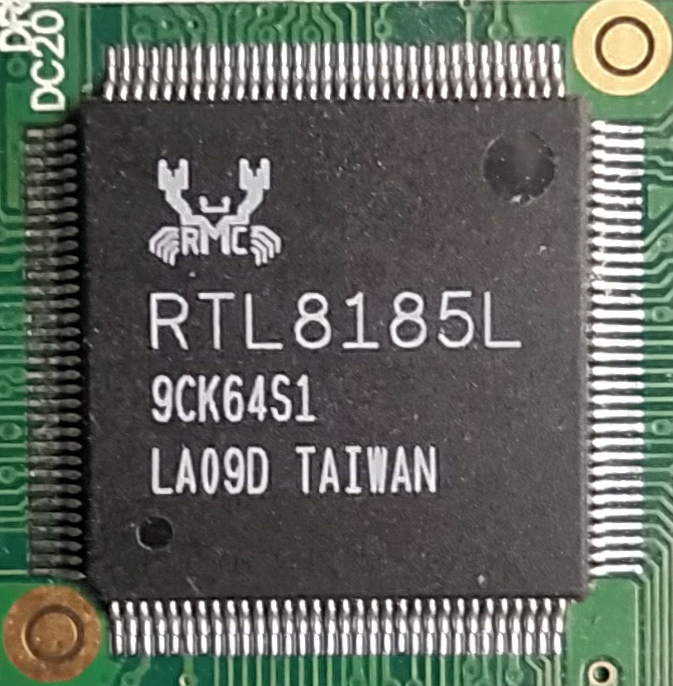 DC20
RMC
RTL8185L
9CK64S1
LA09D TAIWAN